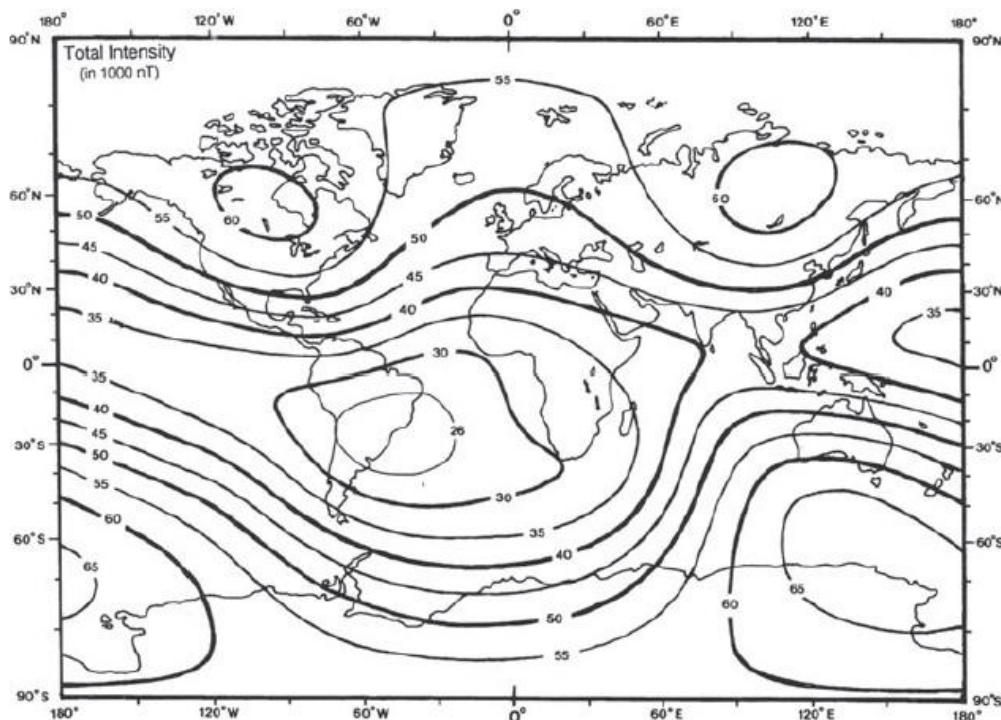 180° 120°W 60°W 0° 60°E 120°E 180°
90°N 90°N
Total Intensity
(in 1000 nT)
55
60°N 60 60 60°N
50 55 50
45 45
40 40 40
30°N 30°N
35 35
30
0° 0°
35
40
45 26
30°S 30°S
50
55 30
35
60 40
60°S 60°S
65 65
60
50
55
90°S 90°S
180° 120°W 60°W 0° 60°E 120°E 180°